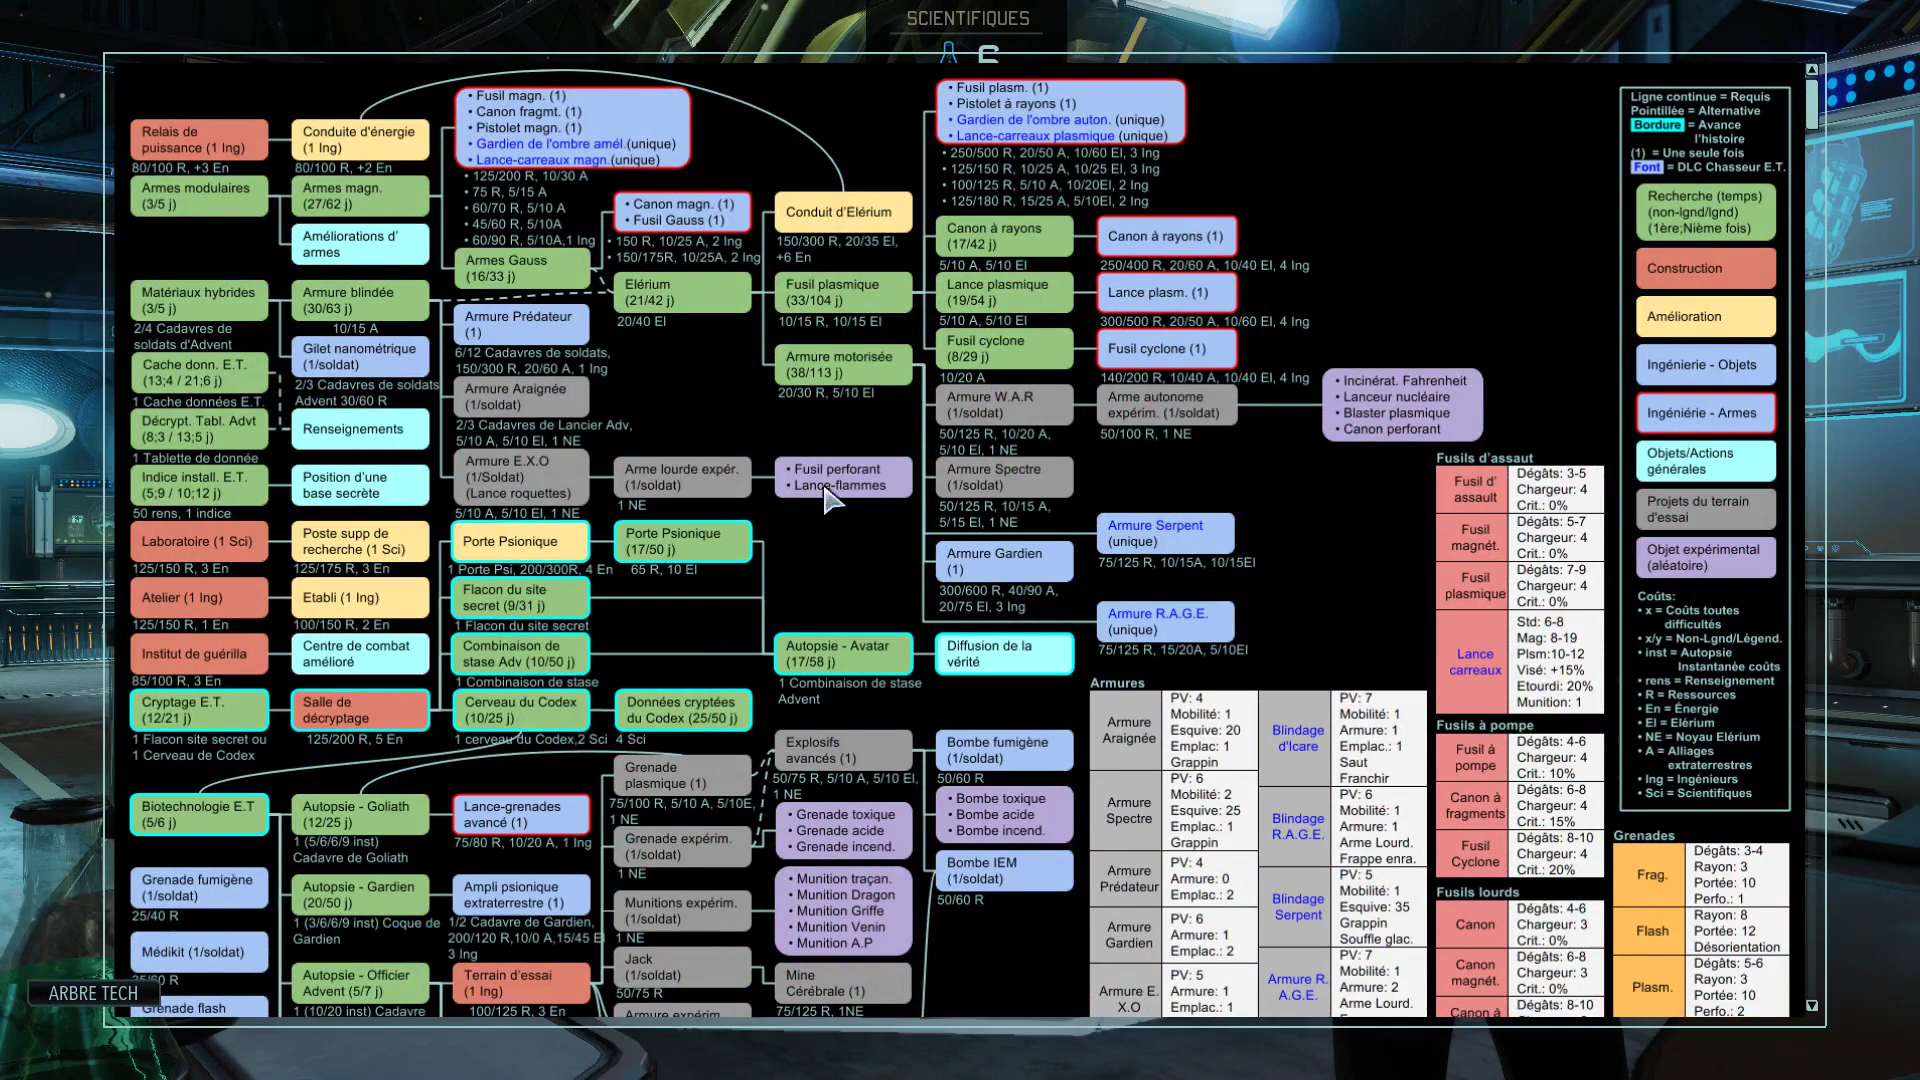 SCIENTIFIQUES
6
Relais de
puissance (1 Ing)
80/100 R, +3 En
Conduite d'énergie
(1 Ing)
80/100 R, +2 En
• Fusil magn. (1)
• Canon fragmt. (1)
• Pistolet magn. (1)
• Gardien de l'ombre amél.(unique)
• Lance-carreaux magn.(unique)
• 125/200 R, 10/30 A
• 75 R, 5/15 A
• 60/70 R, 5/10 A
• 45/60 R, 5/10A
• 60/90 R, 5/10A,1 Ing
Armes modulaires
(3/5 j)
Armes magn.
(27/62 j)
Améliorations d'
armes
Armes Gauss
(16/33 j)
• Canon magn. (1)
• Fusil Gauss (1)
• 150 R, 10/25 A, 2 Ing
• 150/175R, 10/25A, 2 Ing
Conduit d'Elérium
150/300 R, 20/35 El,
+6 En
• Fusil plasm. (1)
• Pistolet à rayons (1)
• Gardien de l'ombre auton. (unique)
• Lance-carreaux plasmique (unique)
• 250/500 R, 20/50 A, 10/60 El, 3 Ing
• 125/150 R, 10/25 A, 10/25 El, 3 Ing
• 100/125 R, 5/10 A, 10/20El, 2 Ing
• 125/180 R, 15/25 A, 5/10El, 2 Ing
Canon à rayons
(17/42 j)
5/10 A, 5/10 El
Canon à rayons (1)
250/400 R, 20/60 A, 10/40 El, 4 Ing
Matériaux hybrides
(3/5 j)
2/4 Cadavres de
soldats d'Advent
Armure blindée
(30/63 j)
10/15 A
Elérium
(21/42 j)
20/40 El
Fusil plasmique
(33/104 j)
10/15 R, 10/15 El
Lance plasmique
(19/54 j)
5/10 A, 5/10 El
Lance plasm. (1)
300/500 R, 20/50 A, 10/60 El, 4 Ing
Armure Prédateur
(1)
6/12 Cadavres de soldats,
150/300 R, 20/60 A, 1 Ing
Gilet nanométrique
(1/soldat)
2/3 Cadavres de soldats
Advent 30/60 R
Armure motorisée
(38/113 j)
20/30 R, 5/10 El
Fusil cyclone
(8/29 j)
10/20 A
Fusil cyclone (1)
140/200 R, 10/40 A, 10/40 El, 4 Ing
Cache donn. E.T.
(13;4 / 21;6 j)
1 Cache données E.T.
Armure Araignée
(1/soldat)
2/3 Cadavres de Lancier Adv,
5/10 A, 5/10 El, 1 NE
Armure W.A.R
(1/soldat)
50/125 R, 10/20 A,
5/10 El, 1 NE
Arme autonome
expérim. (1/soldat)
50/100 R, 1 NE
• Incinérat. Fahrenheit
• Lanceur nucléaire
• Blaster plasmique
• Canon perforant
Décrypt. Tabl. Advt
(8;3 / 13;5 j)
1 Tablette de donnée
Renseignements
Indice install. E.T.
(5;9 / 10;12 j)
50 rens, 1 indice
Position d'une
base secrète
Armure E.X.O
(1/Soldat)
(Lance roquettes)
5/10 A, 5/10 El, 1 NE
Arme lourde expér.
(1/soldat)
1 NE
• Fusil perforant
• Lance-flammes
Armure Spectre
(1/soldat)
50/125 R, 10/15 A,
5/15 El, 1 NE
Laboratoire (1 Sci)
125/150 R, 3 En
Poste supp de
recherche (1 Sci)
125/175 R, 3 En
Porte Psionique
1 Porte Psi, 200/300R, 4 En
Porte Psionique
(17/50 j)
65 R, 10 El
Armure Serpent
(unique)
75/125 R, 10/15A, 10/15El
Armure Gardien
(1)
300/600 R, 40/90 A,
20/75 El, 3 Ing
Atelier (1 Ing)
125/150 R, 1 En
Etabli (1 Ing)
100/150 R, 2 En
Flacon du site
secret (9/31 j)
1 Flacon du site secret
Armure R.A.G.E.
(unique)
75/125 R, 15/20A, 5/10El
Institut de guérilla
85/100 R, 3 En
Centre de combat
amélioré
Combinaison de
stase Adv (10/50 j)
1 Combinaison de stase
Autopsie - Avatar
(17/58 j)
1 Combinaison de stase
Advent
Diffusion de la
vérité
Cryptage E.T.
(12/21 j)
1 Flacon site secret ou
1 Cerveau de Codex
Salle de
décryptage
125/200 R, 5 En
Cerveau du Codex
(10/25 j)
1 cerveau du Codex,2 Sci
Données cryptées
du Codex (25/50 j)
4 Sci
Biotechnologie E.T
(5/6 j)
Autopsie - Goliath
(12/25 j)
1 (5/6/6/9 inst)
Cadavre de Goliath
Lance-grenades
avancé (1)
75/80 R, 10/20 A, 1 Ing
Grenade
plasmique (1)
75/100 R, 5/10 A, 5/10E,
1 NE
Explosifs
avancés (1)
50/75 R, 5/10 A, 5/10 El,
1 NE
Bombe fumigène
(1/soldat)
50/60 R
Grenade expérim.
(1/soldat)
1 NE
• Grenade toxique
• Grenade acide
• Grenade incend.
• Bombe toxique
• Bombe acide
• Bombe incend.
Grenade fumigène
(1/soldat)
25/40 R
Autopsie - Gardien
(20/50 j)
1 (3/6/6/9 inst) Coque de
Gardien
Ampli psionique
extraterrestre (1)
1/2 Cadavre de Gardien,
200/120 R,10/0 A,15/45 El
3 Ing
Munitions expérim.
(1/soldat)
1 NE
• Munition traçan.
• Munition Dragon
• Munition Griffe
• Munition Venin
• Munition A.P
Bombe IEM
(1/soldat)
50/60 R
Médikit (1/soldat)
Grenade flash
Autopsie - Officier
Advent (5/7 j)
1 (10/20 inst) Cadavre
Terrain d'essai
(1 Ing)
100/125 R, 3 En
Jack
(1/soldat)
50/75 R
Armure expérim.
Mine
Cérébrale (1)
75/125 R, 1NE
ARBRE TECH
Armures
Armure
Araignée
PV: 4
Mobilité: 1
Esquive: 20
Emplac: 1
Grappin
Armure
Spectre
PV: 6
Mobilité: 2
Esquive: 25
Emplac.: 1
Grappin
Armure
Prédateur
PV: 4
Armure: 0
Emplac.: 2
Armure
Gardien
PV: 6
Armure: 1
Emplac.: 2
Armure E.
X.O
PV: 5
Armure: 1
Emplac.: 1
Blindage
d'Icare
PV: 7
Mobilité: 1
Armure: 1
Emplac.: 1
Saut
Franchir
Blindage
R.A.G.E.
PV: 6
Mobilité: 1
Armure: 1
Arme Lourd.
Frappe enra.
Blindage
Serpent
PV: 5
Mobilité: 1
Esquive: 35
Grappin
Souffle glac.
Armure R.
A.G.E.
PV: 7
Mobilité: 1
Armure: 2
Arme Lourd.
Fusils d'assaut
Fusil d'
assault
Dégâts: 3-5
Chargeur: 4
Crit.: 0%
Fusil
magnét.
Dégâts: 5-7
Chargeur: 4
Crit.: 0%
Fusil
plasmique
Dégâts: 7-9
Chargeur: 4
Crit.: 0%
Lance
carreaux
Std: 6-8
Mag: 8-19
Plsm:10-12
Visé: +15%
Etourdi: 20%
Munition: 1
Fusils à pompe
Fusil à
pompe
Dégâts: 4-6
Chargeur: 4
Crit.: 10%
Canon à
fragments
Dégâts: 6-8
Chargeur: 4
Crit.: 15%
Fusil
Cyclone
Dégâts: 8-10
Chargeur: 4
Crit.: 20%
Fusils lourds
Canon
Dégâts: 4-6
Chargeur: 3
Crit.: 0%
Canon
magnét.
Dégâts: 6-8
Chargeur: 3
Crit.: 0%
Canon à
Dégâts: 8-10
Ligne continue = Requis
Pointillée = Alternative
Bordure = Avance
l'histoire
(1) = Une seule fois
Font = DLC Chasseur E.T.
Recherche (temps)
(non-lgnd/lgnd)
(1ère;Nième fois)
Construction
Amélioration
Ingénierie - Objets
Ingéniérie - Armes
Objets/Actions
générales
Projets du terrain
d'essai
Objet expérimental
(aléatoire)
Coûts:
• x = Coûts toutes
difficultés
• x/y = Non-Lgnd/Légend.
• inst = Autopsie
Instantanée coûts
• rens = Renseignement
• R = Ressources
• En = Énergie
• El = Elérium
• NE = Noyau Elérium
• A = Alliages
extraterrestres
• Ing = Ingénieurs
• Sci = Scientifiques
Grenades
Frag.
Dégâts: 3-4
Rayon: 3
Portée: 10
Perfo.: 1
Flash
Rayon: 8
Portée: 12
Désorientation
Plasm.
Dégâts: 5-6
Rayon: 3
Portée: 10
Perfo.: 2